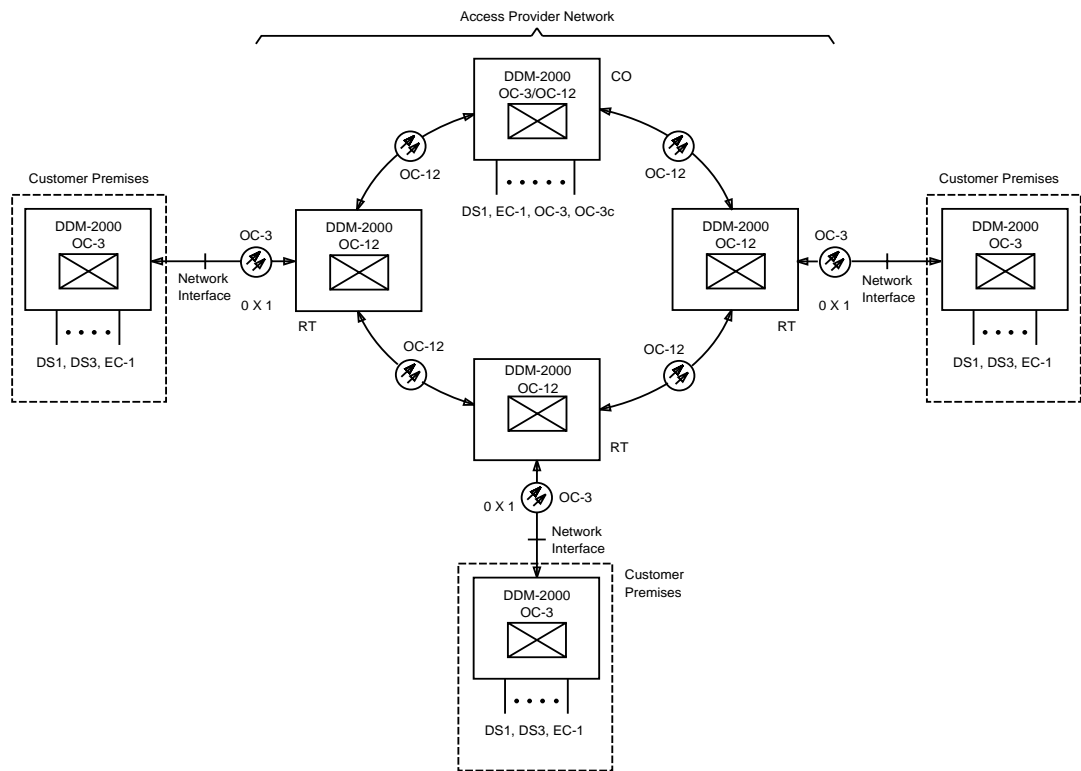 Access Provider Network
DDM-2000
OC-3/OC-12
CO
OC-12
OC-12
DS1, EC-1, OC-3, OC-3c
Customer Premises
DDM-2000
OC-3
DS1, DS3, EC-1
Network
Interface
OC-3
0 X 1
DDM-2000
OC-12
RT
DDM-2000
OC-12
RT
OC-3
0 X 1
Network
Interface
Customer Premises
DDM-2000
OC-3
DS1, DS3, EC-1
OC-12
OC-12
DDM-2000
OC-12
RT
0 X 1
OC-3
Network
Interface
Customer
Premises
DDM-2000
OC-3
DS1, DS3, EC-1